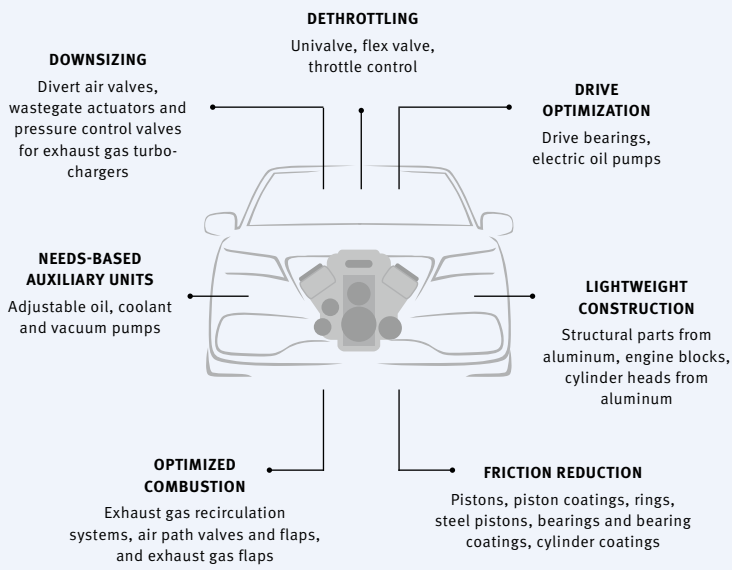 DETHROTTLING
Univalve, flex valve,
throttle control
DOWNSIZING
Divert air valves,
wastegate actuators and
pressure control valves
for exhaust gas turbo-
chargers
DRIVE
OPTIMIZATION
Drive bearings,
electric oil pumps
NEEDS-BASED
AUXILIARY UNITS
Adjustable oil, coolant
and vacuum pumps
LIGHTWEIGHT
CONSTRUCTION
Structural parts from
aluminum, engine blocks,
cylinder heads from
aluminum
OPTIMIZED
COMBUSTION
Exhaust gas recirculation
systems, air path valves and flaps,
and exhaust gas flaps
FRICTION REDUCTION
Pistons, piston coatings, rings,
steel pistons, bearings and bearing
coatings, cylinder coatings